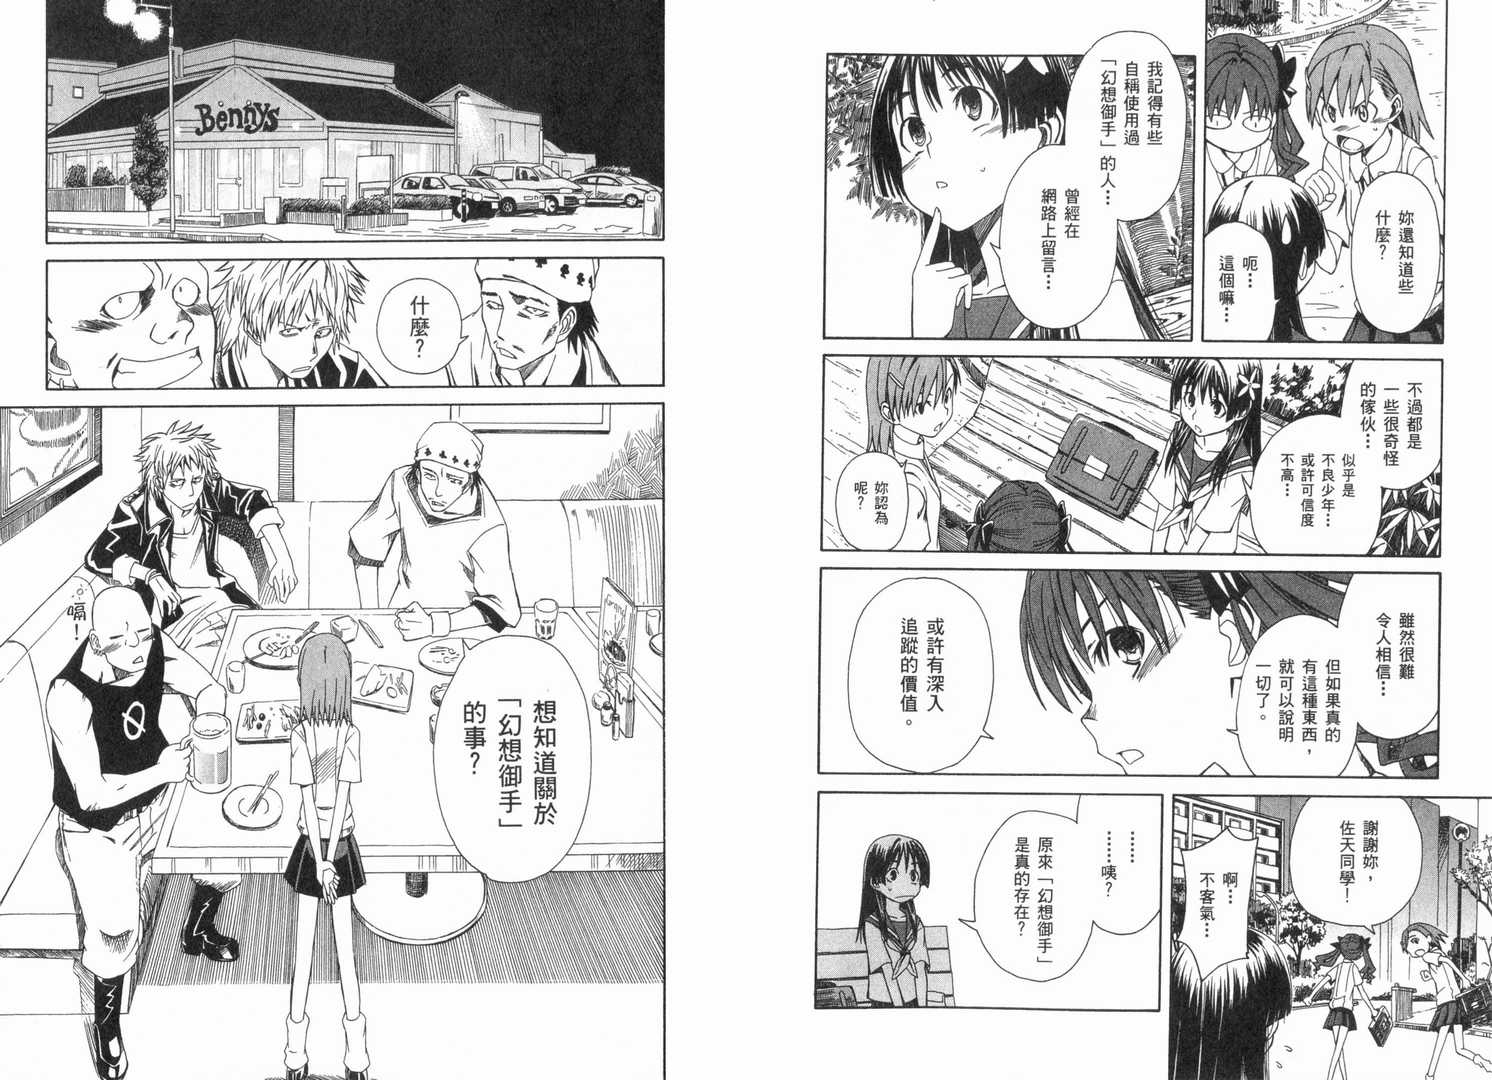 妳還知道些
什麼？
呃…
這個嘛…
我記得有些
自稱使用過
「幻想御手」的人…
曾經在
網路上留言…
不過都是
一些很奇怪
的傢伙…
似乎是
不良少年…
或許可信度
不高…
妳認為
呢？
雖然很難
令人相信…
但如果真的
有這種東西，
就可以說明
一切了。
或許有深入
追蹤的價值。
謝謝妳，
佐天同學！
啊…
不客氣…
……
……咦？
原來「幻想御手」
是真的存在？
Bennys
什麼？
嗝！
想知道關於
「幻想御手」
的事？